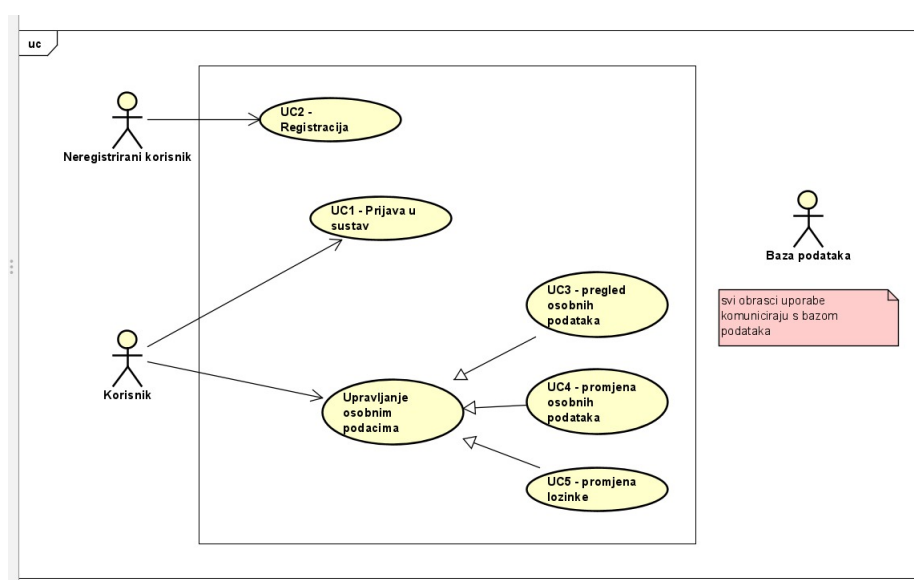 uc
UC2 -
Registracija
Neregistrirani korisnik
UC1 - Prijava u
sustav
Baza podataka
UC3 - pregled
osobnih
podataka
svi obrasci uporabe
komuniciraju s bazom
podataka
Korisnik
Upravljanje
osobnim
podacima
UC4 - promjena
osobnih
podataka
UC5 - promjena
lozinke